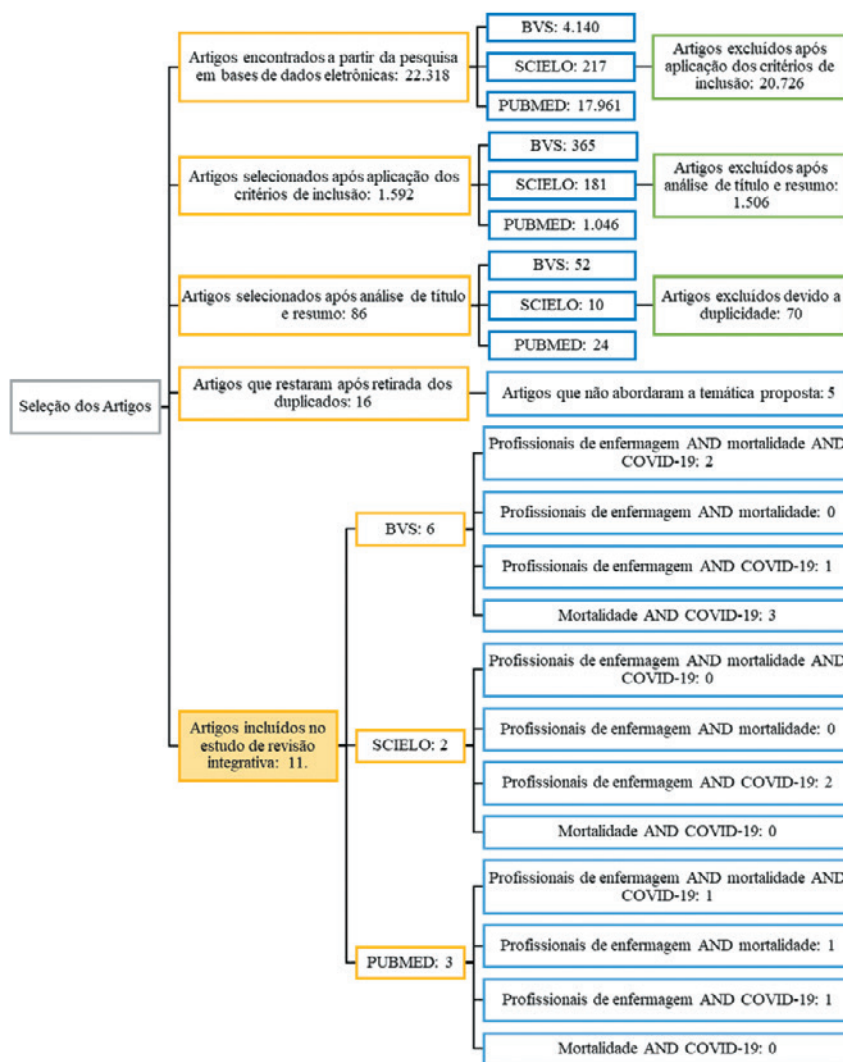 Seleção dos Artigos
Artigos encontrados a partir da pesquisa
em bases de dados eletrônicas: 22.318
BVS: 4.140
SCIELO: 217
PUBMED: 17.961
Artigos excluídos após
aplicação dos critérios de
inclusão: 20.726
Artigos selecionados após aplicação dos
critérios de inclusão: 1.592
BVS: 365
SCIELO: 181
PUBMED: 1.046
Artigos excluídos após
análise de título e resumo:
1.506
Artigos selecionados após análise de título
e resumo: 86
BVS: 52
SCIELO: 10
PUBMED: 24
Artigos excluídos devido a
duplicidade: 70
Artigos que restaram após retirada dos
duplicados: 16
Artigos que não abordaram a temática proposta: 5
Artigos incluídos no
estudo de revisão
integrativa: 11.
BVS: 6
Profissionais de enfermagem AND mortalidade AND
COVID-19: 2
Profissionais de enfermagem AND mortalidade: 0
Profissionais de enfermagem AND COVID-19: 1
Mortalidade AND COVID-19: 3
SCIELO: 2
Profissionais de enfermagem AND mortalidade AND
COVID-19: 0
Profissionais de enfermagem AND mortalidade: 0
Profissionais de enfermagem AND COVID-19: 2
Mortalidade AND COVID-19: 0
PUBMED: 3
Profissionais de enfermagem AND mortalidade AND
COVID-19: 1
Profissionais de enfermagem AND mortalidade: 1
Profissionais de enfermagem AND COVID-19: 1
Mortalidade AND COVID-19: 0